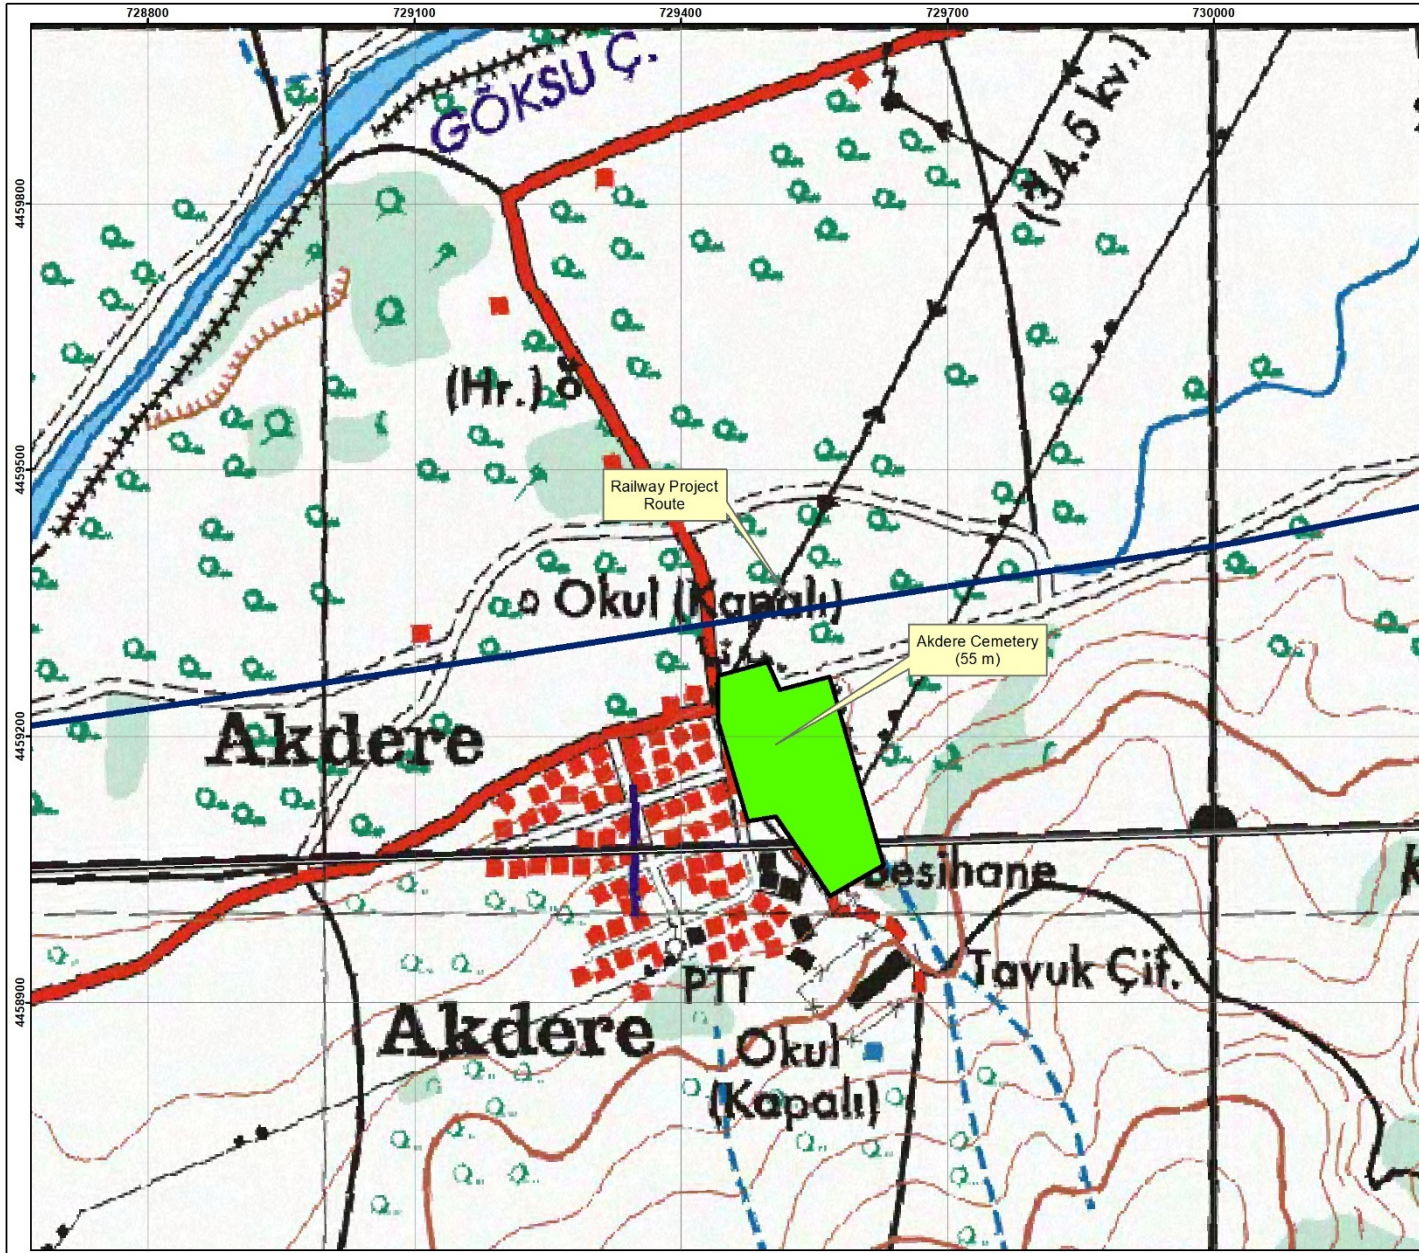 728800
729100
729400
729700
730000
4459800
4459500
4459200
4458900
GÖKSU Ç.
(34.5 kv.)
(Hr.)
Railway Project
Route
Okul (Kapalı)
Akdere Cemetery
(55 m)
Akdere
Besihane
Tavuk Çif.
PTT
Akdere
Okul
(Kapalı)